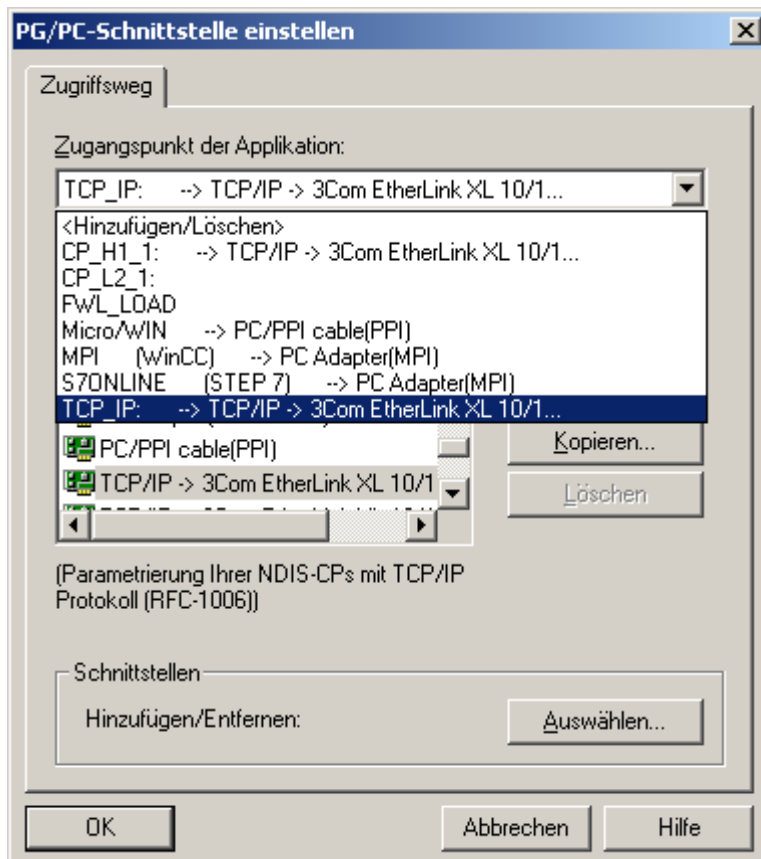 PG/PC-Schnittstelle einstellen
Zugriffsweg
Zugangspunkt der Applikation:
TCP_IP: --> TCP/IP -> 3Com EtherLink XL 10/1...
<Hinzufügen/Löschen>
CP_H1_1: --> TCP/IP -> 3Com EtherLink XL 10/1...
CP_L2_1:
FWL_LOAD
Micro/WIN --> PC/PPI cable(PPI)
MPI (WinCC) --> PC Adapter(MPI)
S7ONLINE (STEP 7) --> PC Adapter(MPI)
TCP_IP: --> TCP/IP -> 3Com EtherLink XL 10/1...
PC/PPI cable(PPI)
Kopieren...
TCP/IP -> 3Com EtherLink XL 10/1
Löschen
(Parametrierung Ihrer NDIS-CPs mit TCP/IP
Protokoll (RFC-1006))
Schnittstellen
Hinzufügen/Entfernen:
Auswählen...
OK
Abbrechen
Hilfe